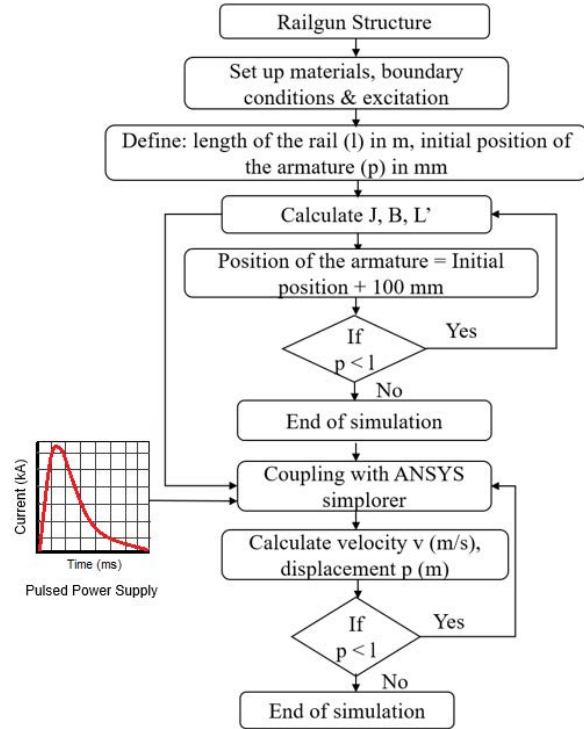 Railgun Structure
Set up materials, boundary
conditions & excitation
Define: length of the rail (l) in m, initial position of
the armature (p) in mm
Calculate J, B, L'
Position of the armature = Initial
position + 100 mm
If
p < l
Yes
No
End of simulation
Coupling with ANSYS
simplorer
Current (kA)
Time (ms)
Pulsed Power Supply
Calculate velocity v (m/s),
displacement p (m)
If
p < l
Yes
No
End of simulation